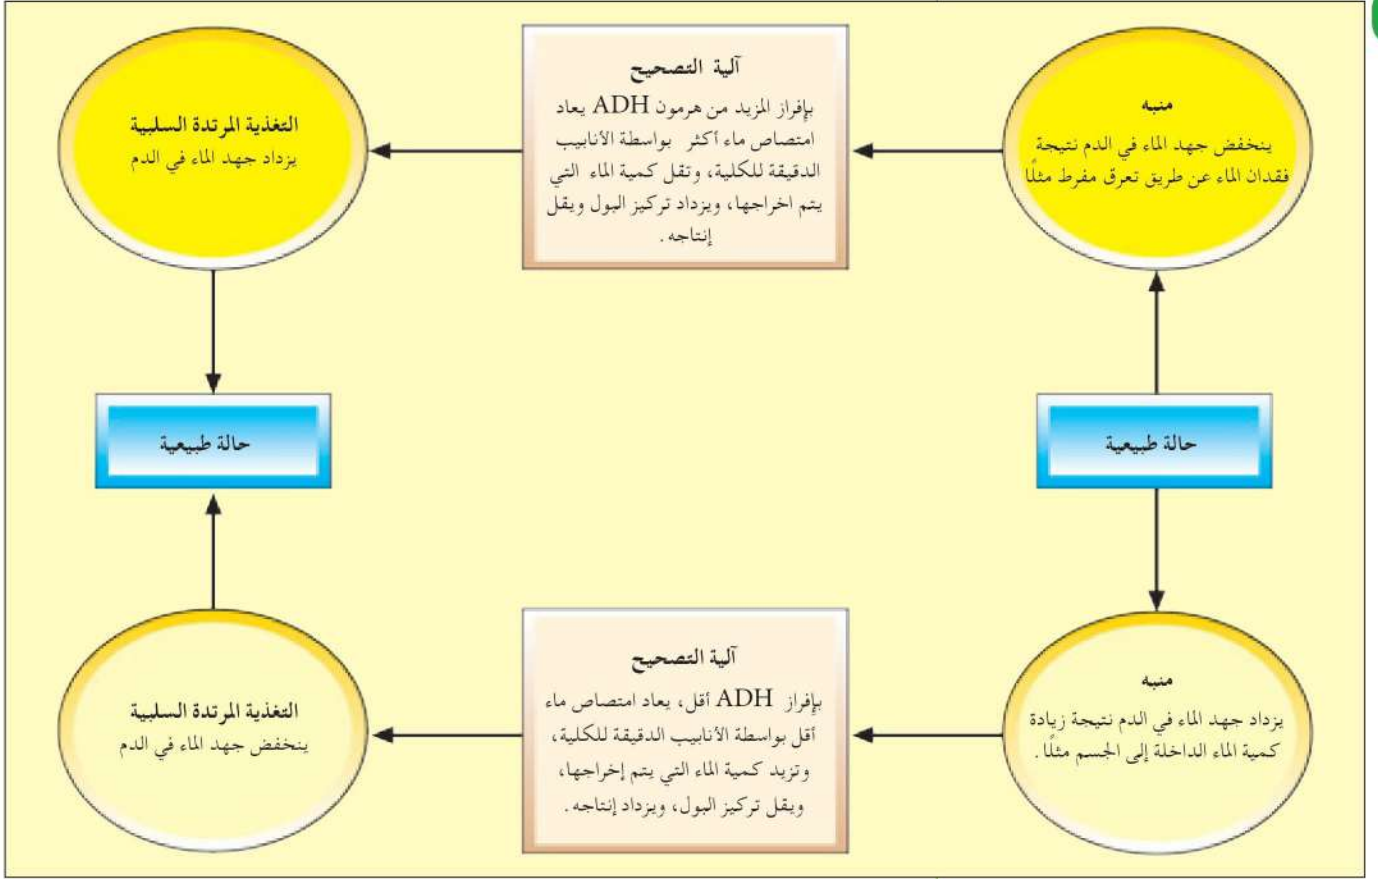 منبه
ينخفض جهد الماء في الدم نتيجة
فقدان الماء عن طريق تعرق مفرط مثلًا
آلية التصحيح
بإفراز المزيد من هرمون ADH يعاد
امتصاص ماء أكثر بواسطة الأنابيب
الدقيقة للكلية، وتقل كمية الماء التي
يتم اخراجها، ويزداد تركيز البول ويقل
إنتاجه.
التغذية المرتدة السلبية
يزداد جهد الماء في الدم
حالة طبيعية
حالة طبيعية
منبه
يزداد جهد الماء في الدم نتيجة زيادة
كمية الماء الداخلة إلى الجسم مثلًا.
آلية التصحيح
بإفراز ADH أقل، يعاد امتصاص ماء
أقل بواسطة الأنابيب الدقيقة للكلية،
وتزيد كمية الماء التي يتم إخراجها،
ويقل تركيز البول، ويزداد إنتاجه.
التغذية المرتدة السلبية
ينخفض جهد الماء في الدم